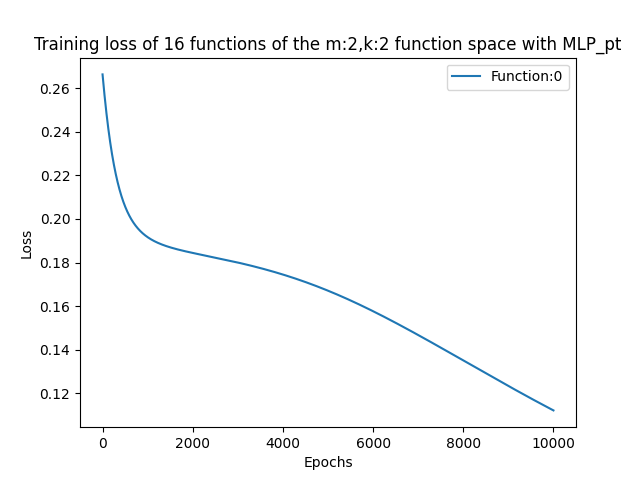 Training loss of 16 functions of the m:2,k:2 function space with MLP_pt
Function:0
Loss
0.26
0.24
0.22
0.20
0.18
0.16
0.14
0.12
0 2000 4000 6000 8000 10000
Epochs